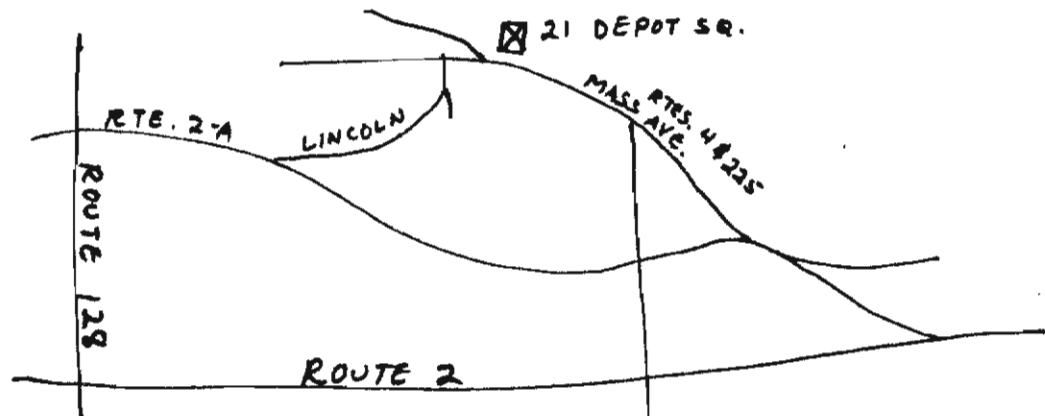 21 DEPOT SQ.
MASS AVE.
RTES. 4 & 225
RTE. 2-A
LINCOLN
ROUTE 128
ROUTE 2